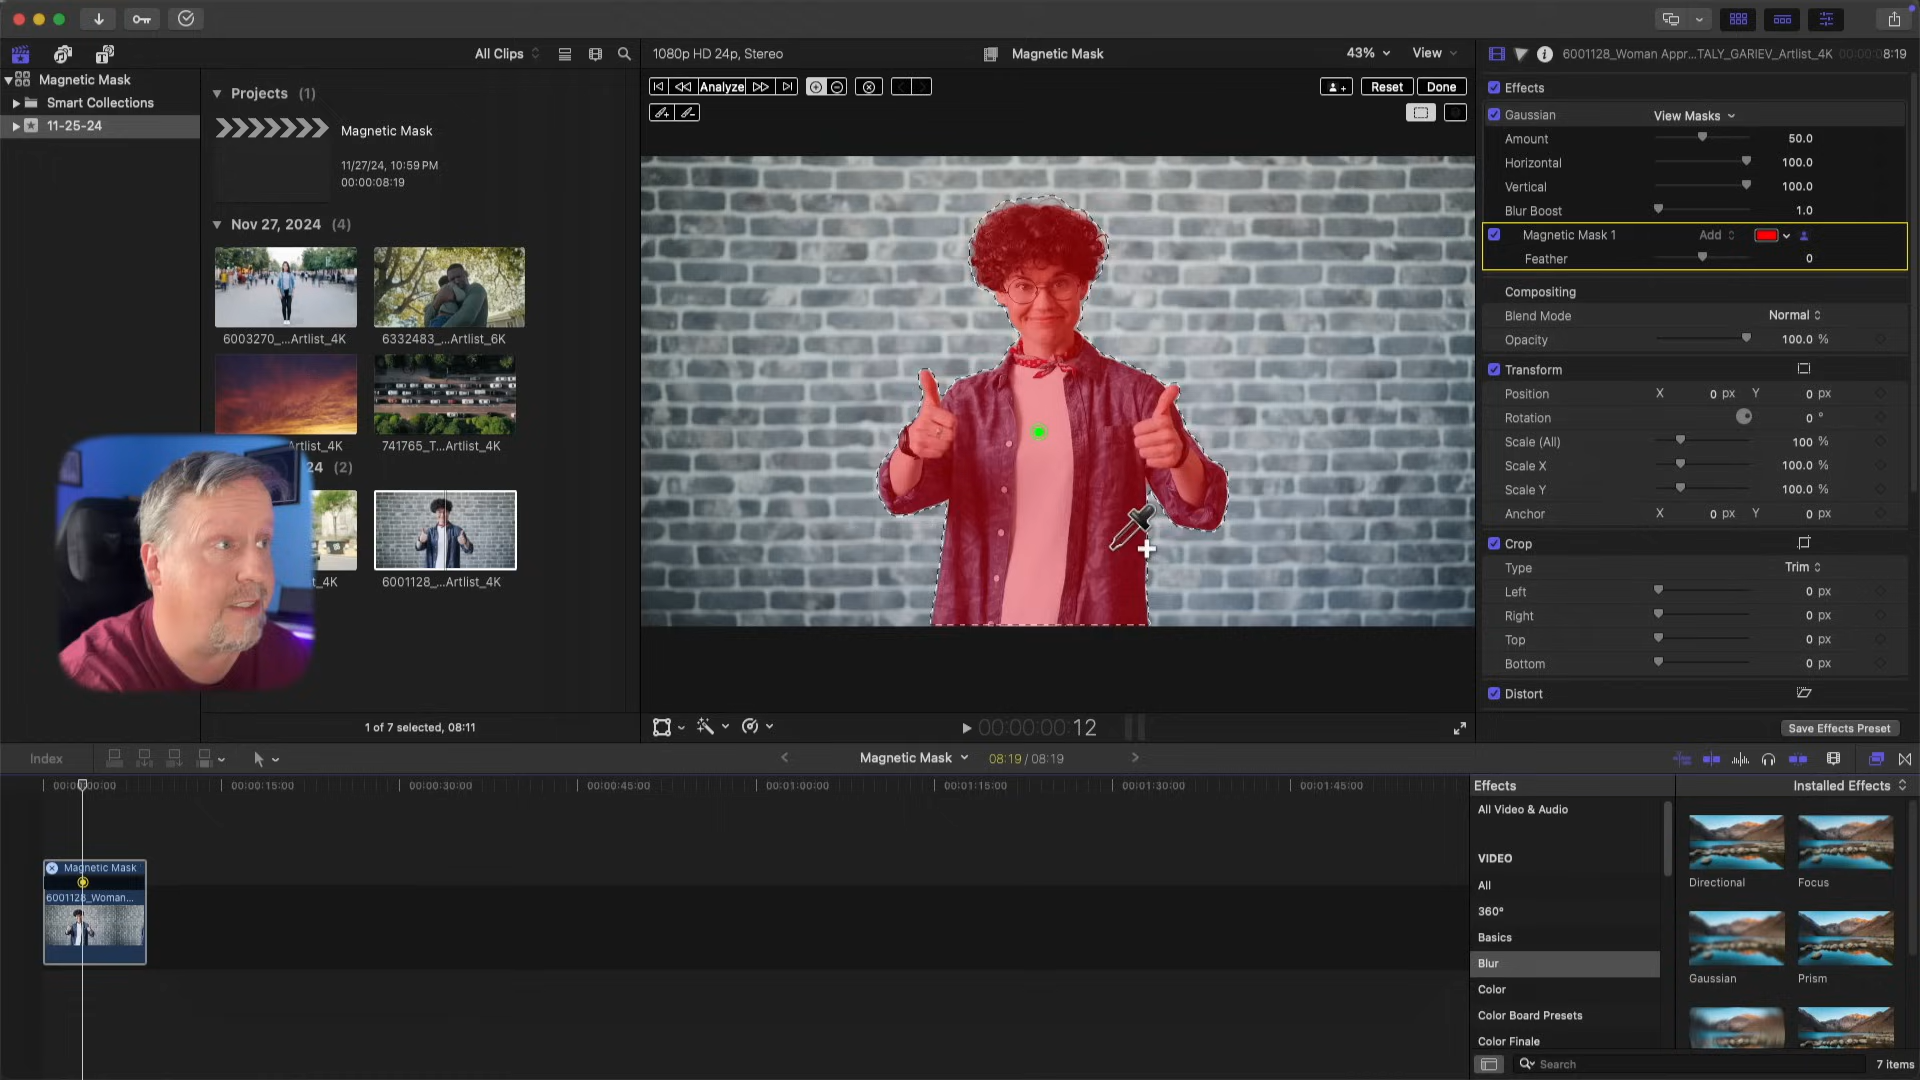 All Clips
1080p HD 24p, Stereo
Magnetic Mask
43%
View
6001128_Woman Appr...TALY_GARIEV_Artlist_4K
00:00:08:19
Magnetic Mask
Smart Collections
11-25-24
Projects (1)
Magnetic Mask
11/27/24, 10:59 PM
00:00:08:19
Nov 27, 2024 (4)
6003270_...Artlist_4K
6332483_...Artlist_6K
rtlist_4K
741765_T...Artlist_4K
24 (2)
t_4K
6001128_...Artlist_4K
1 of 7 selected, 08:11
Analyze
Reset
Done
00:00:00:12
Effects
Gaussian
View Masks
Amount 50.0
Horizontal 100.0
Vertical 100.0
Blur Boost 1.0
Magnetic Mask 1 Add
Feather 0
Compositing
Blend Mode Normal
Opacity 100.0 %
Transform
Position X 0 px Y 0 px
Rotation 0 °
Scale (All) 100 %
Scale X 100.0 %
Scale Y 100.0 %
Anchor X 0 px Y 0 px
Crop
Type Trim
Left 0 px
Right 0 px
Top 0 px
Bottom 0 px
Distort
Save Effects Preset
Index
Magnetic Mask
08:19 / 08:19
00:00:15:00
00:00:30:00
00:00:45:00
00:01:00:00
00:01:15:00
00:01:30:00
00:01:45:00
Magnetic Mask
6001128_Woman...
Effects
Installed Effects
All Video & Audio
VIDEO
All
360°
Basics
Blur
Color
Color Board Presets
Color Finale
Directional
Focus
Gaussian
Prism
Search
7 items